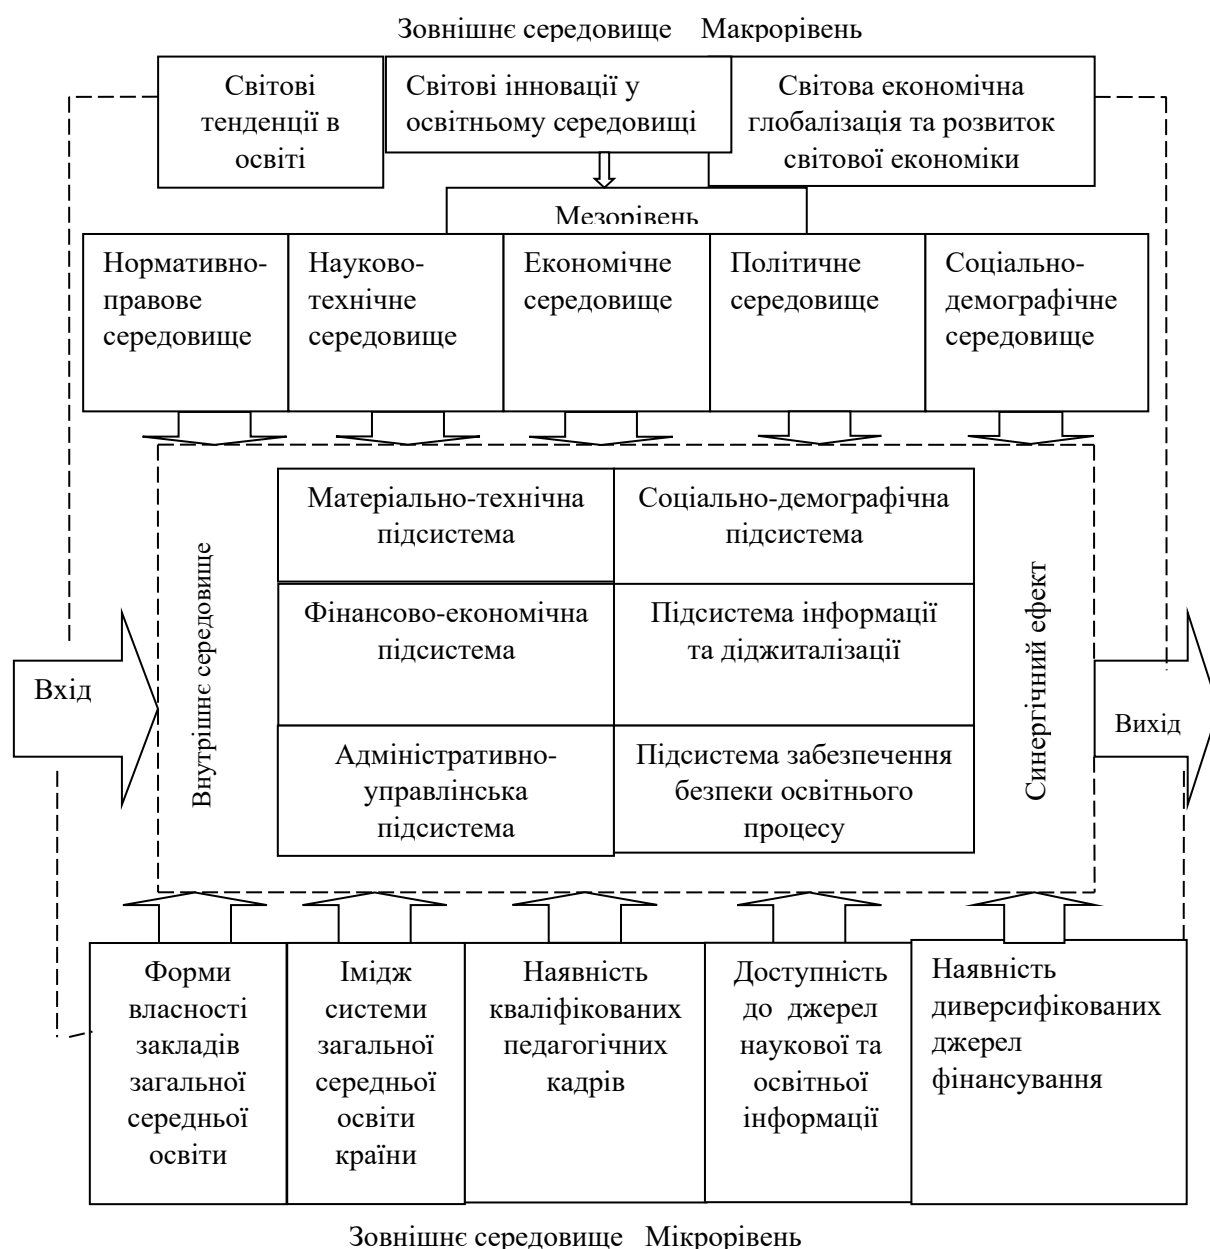 Зовнішнє середовище Макрорівень
Світові
тенденції в
освіті
Світові інновації у
освітньому середовищі
Світова економічна
глобалізація та розвиток
світової економіки
Мезорівень
Нормативно-
правове
середовище
Науково-
технічне
середовище
Економічне
середовище
Політичне
середовище
Соціально-
демографічне
середовище
Внутрішнє середовище
Матеріально-технічна
підсистема
Соціально-демографічна
підсистема
Фінансово-економічна
підсистема
Підсистема інформації
та діджиталізації
Адміністративно-
управлінська
підсистема
Підсистема забезпечення
безпеки освітнього
процесу
Синергічний ефект
Вхід
Вихід
Форми
власності
закладів
загальної
середньої
освіти
Імідж
системи
загальної
середньої
освіти
країни
Наявність
кваліфікованих
педагогічних
кадрів
Доступність
до джерел
наукової та
освітньої
інформації
Наявність
диверсифікованих
джерел
фінансування
Зовнішнє середовище Мікрорівень